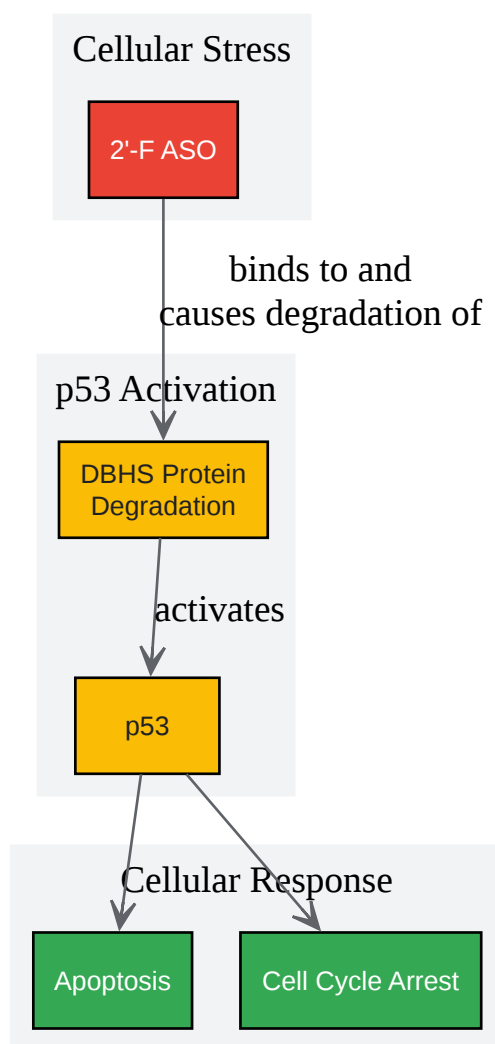 Cellular Stress
2'-F ASO
binds to and
causes degradation of
p53 Activation
DBHS Protein
Degradation
activates
p53
Cellular Response
Apoptosis
Cell Cycle Arrest